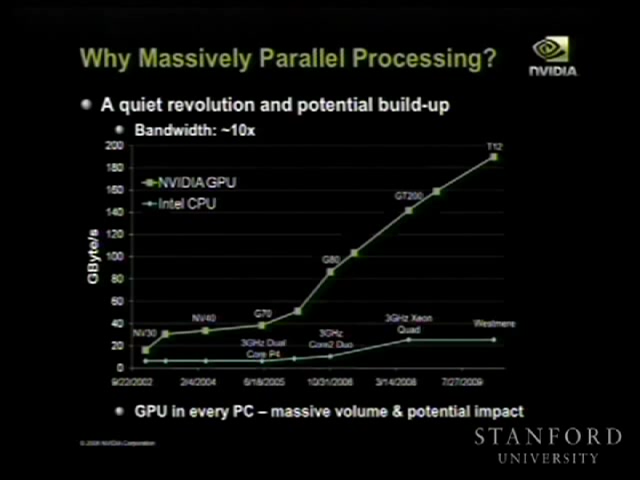 Why Massively Parallel Processing?
NVIDIA
A quiet revolution and potential build-up
Bandwidth: ~10x
200
180
160
140
120
100
80
60
40
20
0
GByte/s
NVIDIA GPU
Intel CPU
NV30
NV40
G70
G80
GT200
T12
3GHz Dual
Core P4
3GHz
Core2 Duo
3GHz Xeon
Quad
Westmere
9/22/2002
2/4/2004
6/18/2005
10/31/2006
3/14/2008
7/27/2009
GPU in every PC – massive volume & potential impact
NVIDIA Corporation
STANFORD
UNIVERSITY